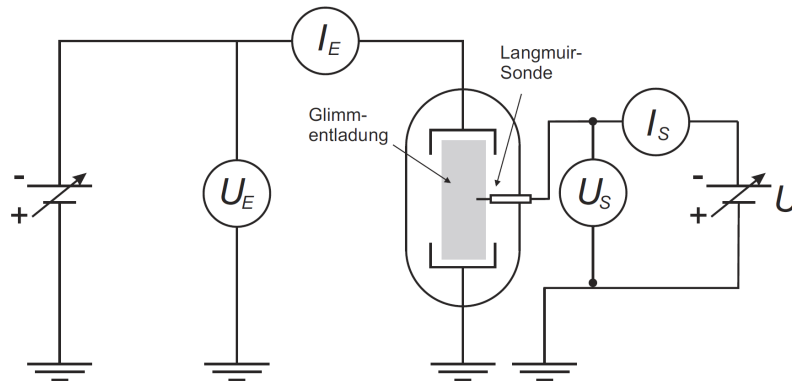 I_E
Langmuir-
Sonde
Glimm-
entladung
I_S
-
+
U_E
U_S
-
+
U